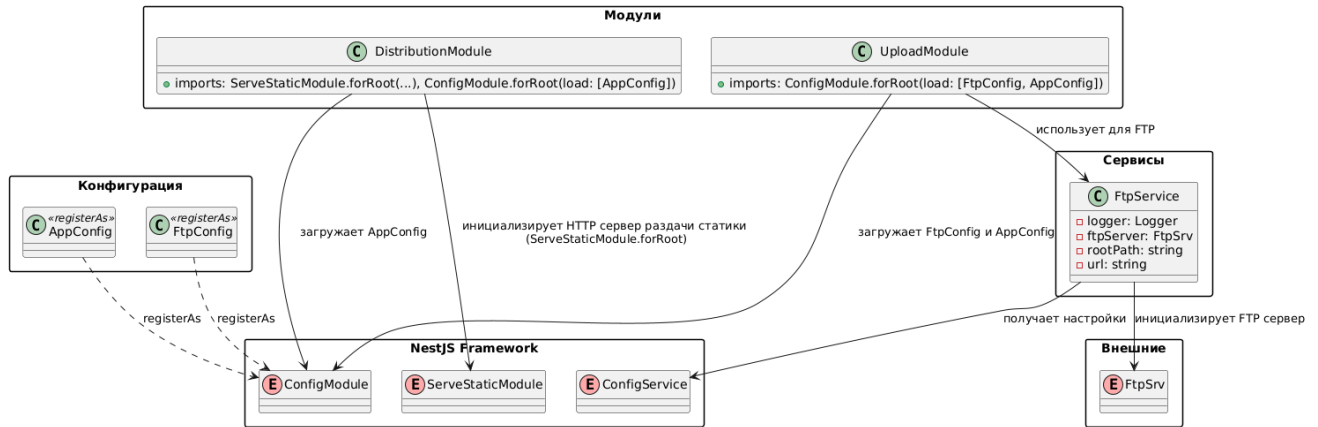 Модули
C DistributionModule
imports: ServeStaticModule.forRoot(...), ConfigModule.forRoot(load: [AppConfig])
C UploadModule
imports: ConfigModule.forRoot(load: [FtpConfig, AppConfig])
использует для FTP
Конфигурация
C «registerAs»
AppConfig
C «registerAs»
FtpConfig
Сервисы
C FtpService
logger: Logger
ftpServer: FtpSrv
rootPath: string
url: string
загружает AppConfig
инициализирует HTTP сервер раздачи статики
(ServeStaticModule.forRoot)
загружает FtpConfig и AppConfig
registerAs
registerAs
получает настройки
инициализирует FTP сервер
NestJS Framework
E ConfigModule
E ServeStaticModule
E ConfigService
Внешние
E FtpSrv